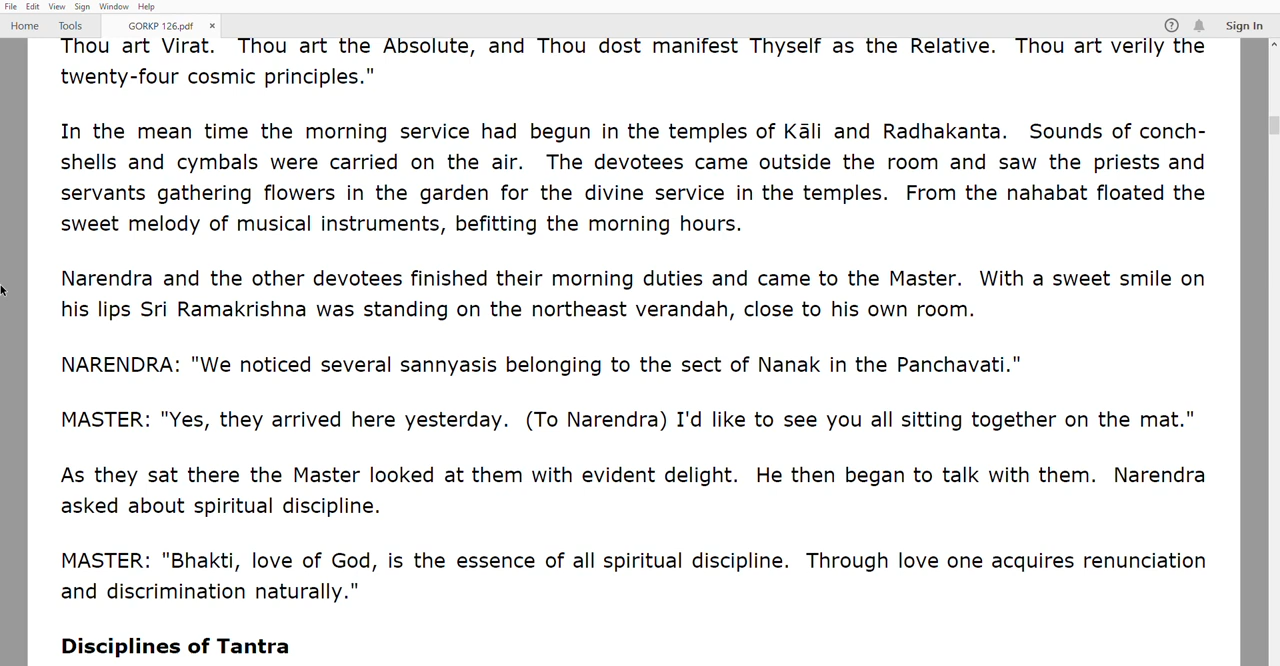 File Edit View Sign Window Help
Home Tools GORKP 126.pdf × ? Sign In
Thou art Virat. Thou art the Absolute, and Thou dost manifest Thyself as the Relative. Thou art verily the
twenty-four cosmic principles."
In the mean time the morning service had begun in the temples of Kāli and Radhakanta. Sounds of conch-
shells and cymbals were carried on the air. The devotees came outside the room and saw the priests and
servants gathering flowers in the garden for the divine service in the temples. From the nahabat floated the
sweet melody of musical instruments, befitting the morning hours.
Narendra and the other devotees finished their morning duties and came to the Master. With a sweet smile on
his lips Sri Ramakrishna was standing on the northeast verandah, close to his own room.
NARENDRA: "We noticed several sannyasis belonging to the sect of Nanak in the Panchavati."
MASTER: "Yes, they arrived here yesterday. (To Narendra) I'd like to see you all sitting together on the mat."
As they sat there the Master looked at them with evident delight. He then began to talk with them. Narendra
asked about spiritual discipline.
MASTER: "Bhakti, love of God, is the essence of all spiritual discipline. Through love one acquires renunciation
and discrimination naturally."
Disciplines of Tantra